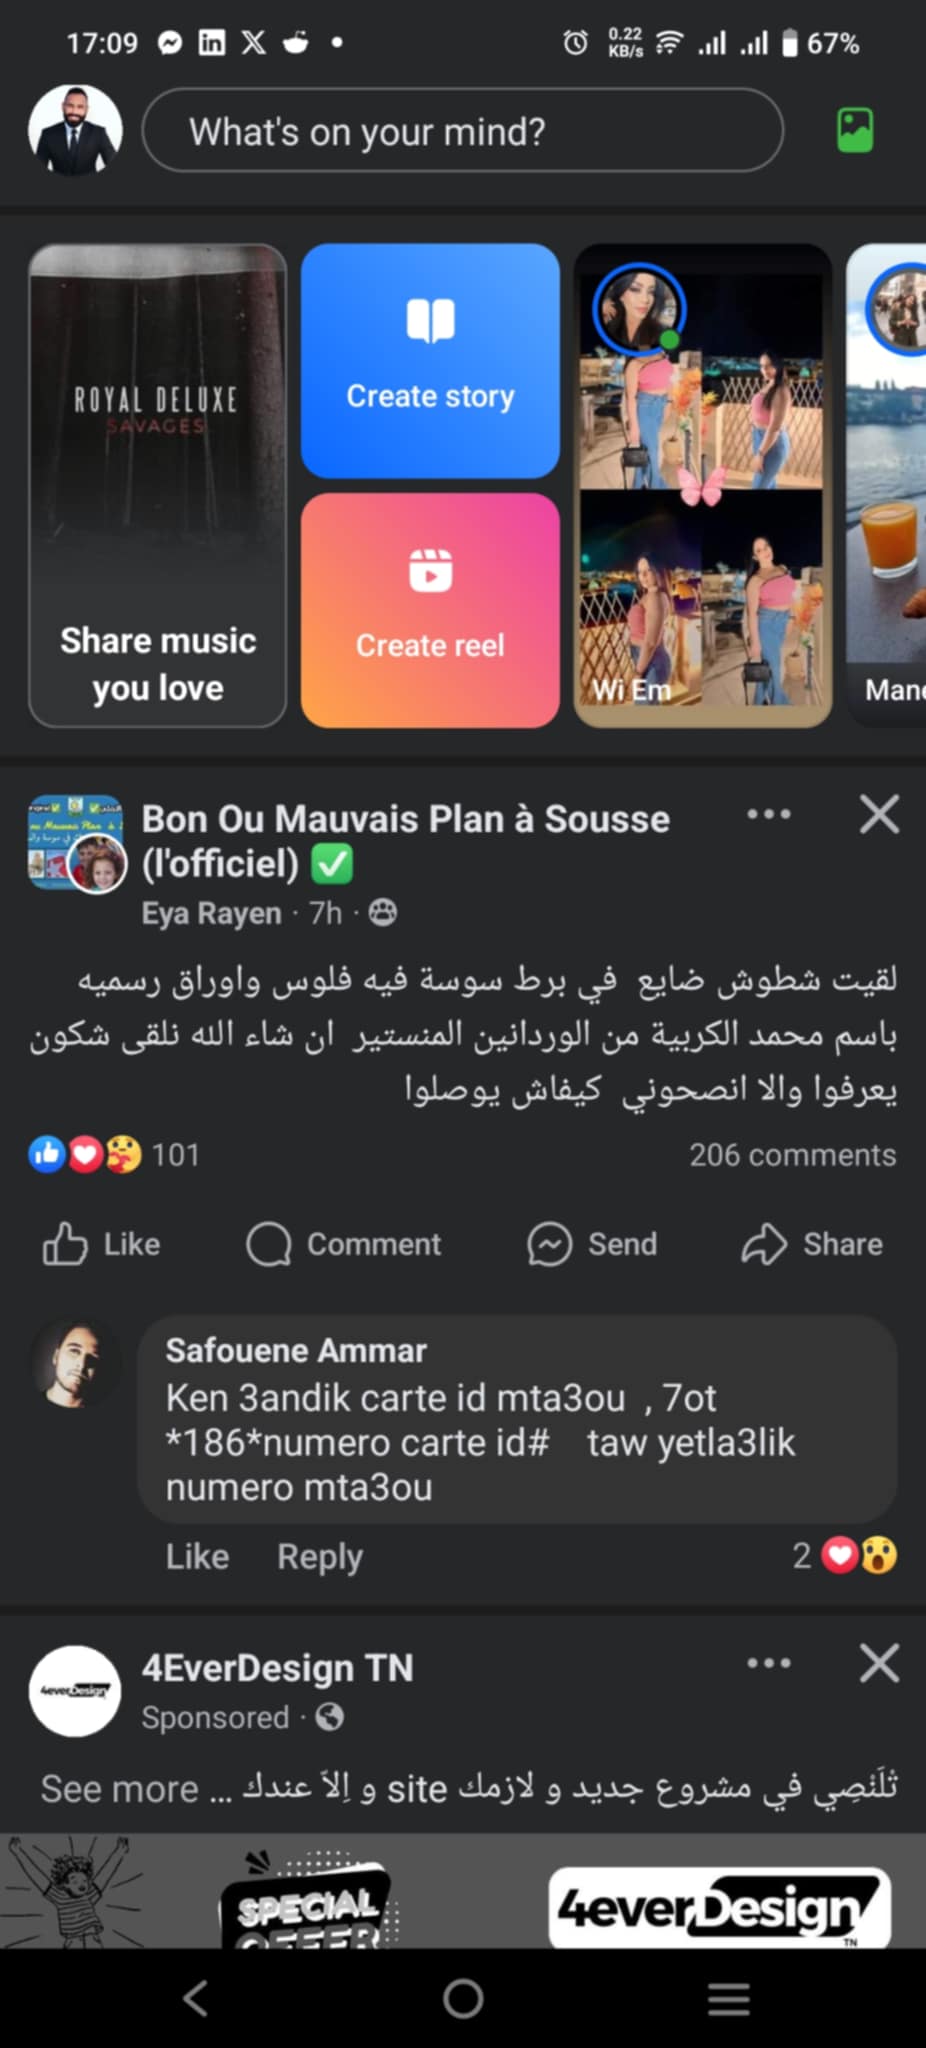 17:09
0.22
KB/s
67%
What's on your mind?
ROYAL DELUXE
SAVAGES
Share music
you love
Create story
Create reel
Wi Em
Bon Ou Mauvais Plan à Sousse
(l'officiel) ✅
Eya Rayen · 7h ·
لقيت شطوش ضايع في برط سوسة فيه فلوس واوراق رسميه
باسم محمد الكربية من الوردانين المنستير ان شاء الله نلقى شكون
يعرفوا والا انصحوني كيفاش يوصلوا
101
206 comments
Like
Comment
Send
Share
Safouene Ammar
Ken 3andik carte id mta3ou , 7ot
*186*numero carte id# taw yetla3lik
numero mta3ou
Like Reply
2
4EverDesign TN
Sponsored ·
تْلَنْصِي في مشروع جديد و لازمك site و إلاّ عندك ... See more
SPECIAL
OFFER
4everDesign
TN